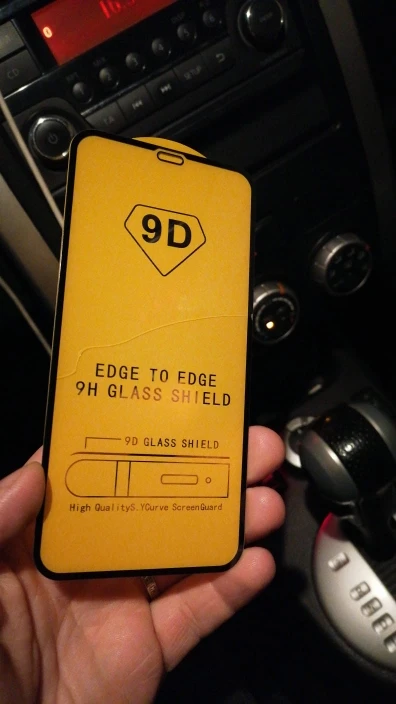 9D
EDGE TO EDGE
9H GLASS SHIELD
9D GLASS SHIELD
High QualityS.YCurve ScreenGuard